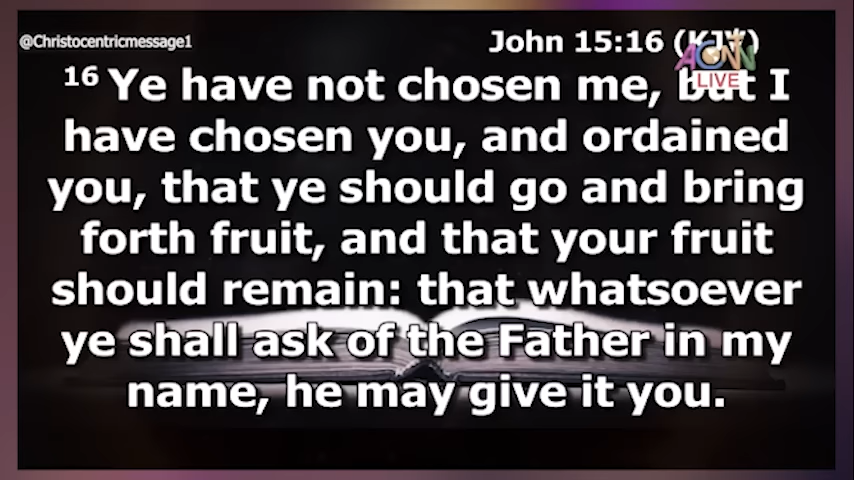 @Christocentricmessage1
John 15:16 (KJV)
ACNN
LIVE
16 Ye have not chosen me, but I
have chosen you, and ordained
you, that ye should go and bring
forth fruit, and that your fruit
should remain: that whatsoever
ye shall ask of the Father in my
name, he may give it you.